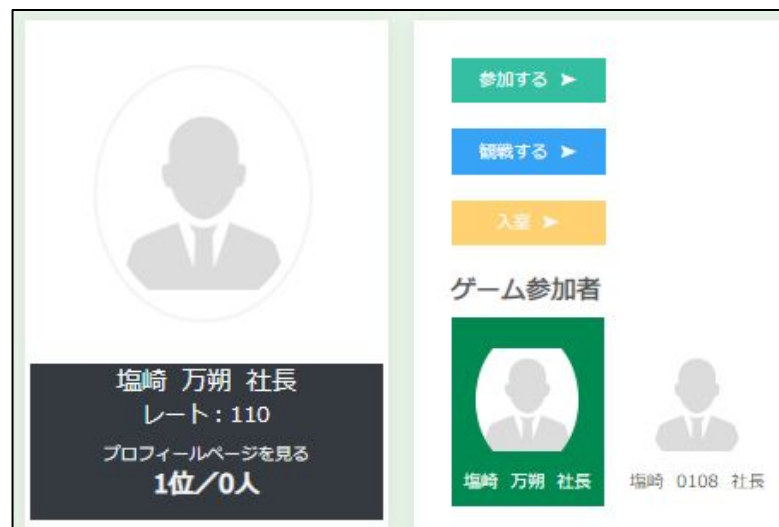 塩崎 万朔 社長
レート：110
プロフィールページを見る
1位／0人
参加する ➤
観戦する ➤
入室 ➤
ゲーム参加者
塩崎 万朔 社長
塩崎 0108 社長